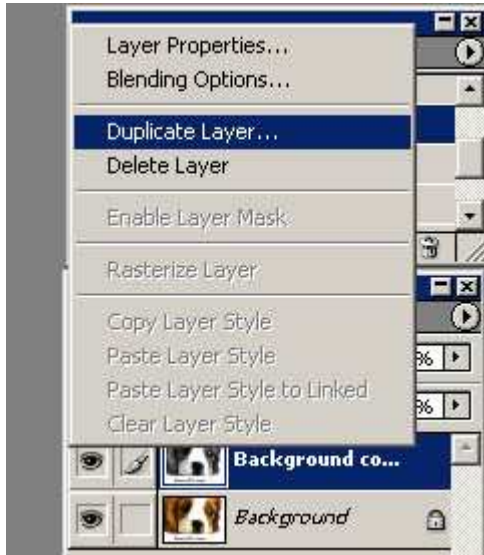 Layer Properties...
Blending Options...
Duplicate Layer...
Delete Layer
Enable Layer Mask
Rasterize Layer
Copy Layer Style
Paste Layer Style
%
Paste Layer Style to Linked
%
Clear Layer Style
Background co...
Background